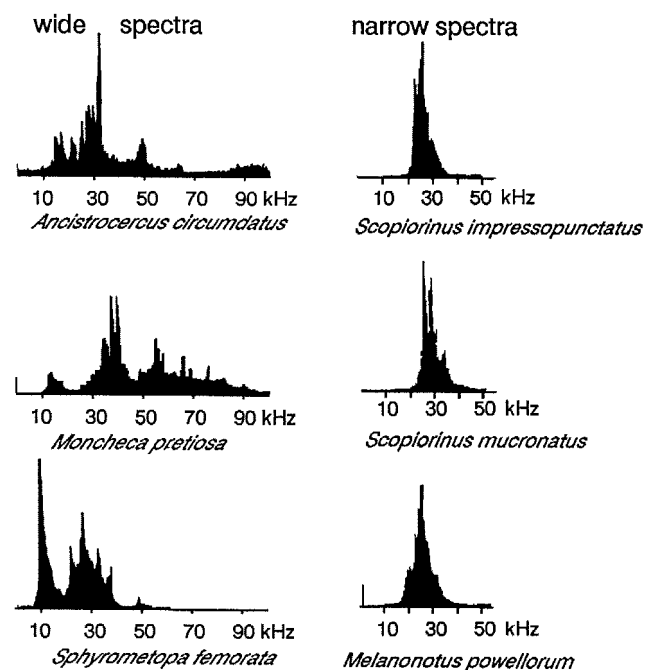 wide spectra
narrow spectra
10 30 50 70 90 kHz
Ancistrocercus circumdatus
10 30 50 kHz
Scopiorinus impressopunctatus
10 30 50 70 90 kHz
Moncheca pretiosa
10 30 50 kHz
Scopiorinus mucronatus
10 30 50 70 90 kHz
Sphyrometopa femorata
10 30 50 kHz
Melanonotus powellorum